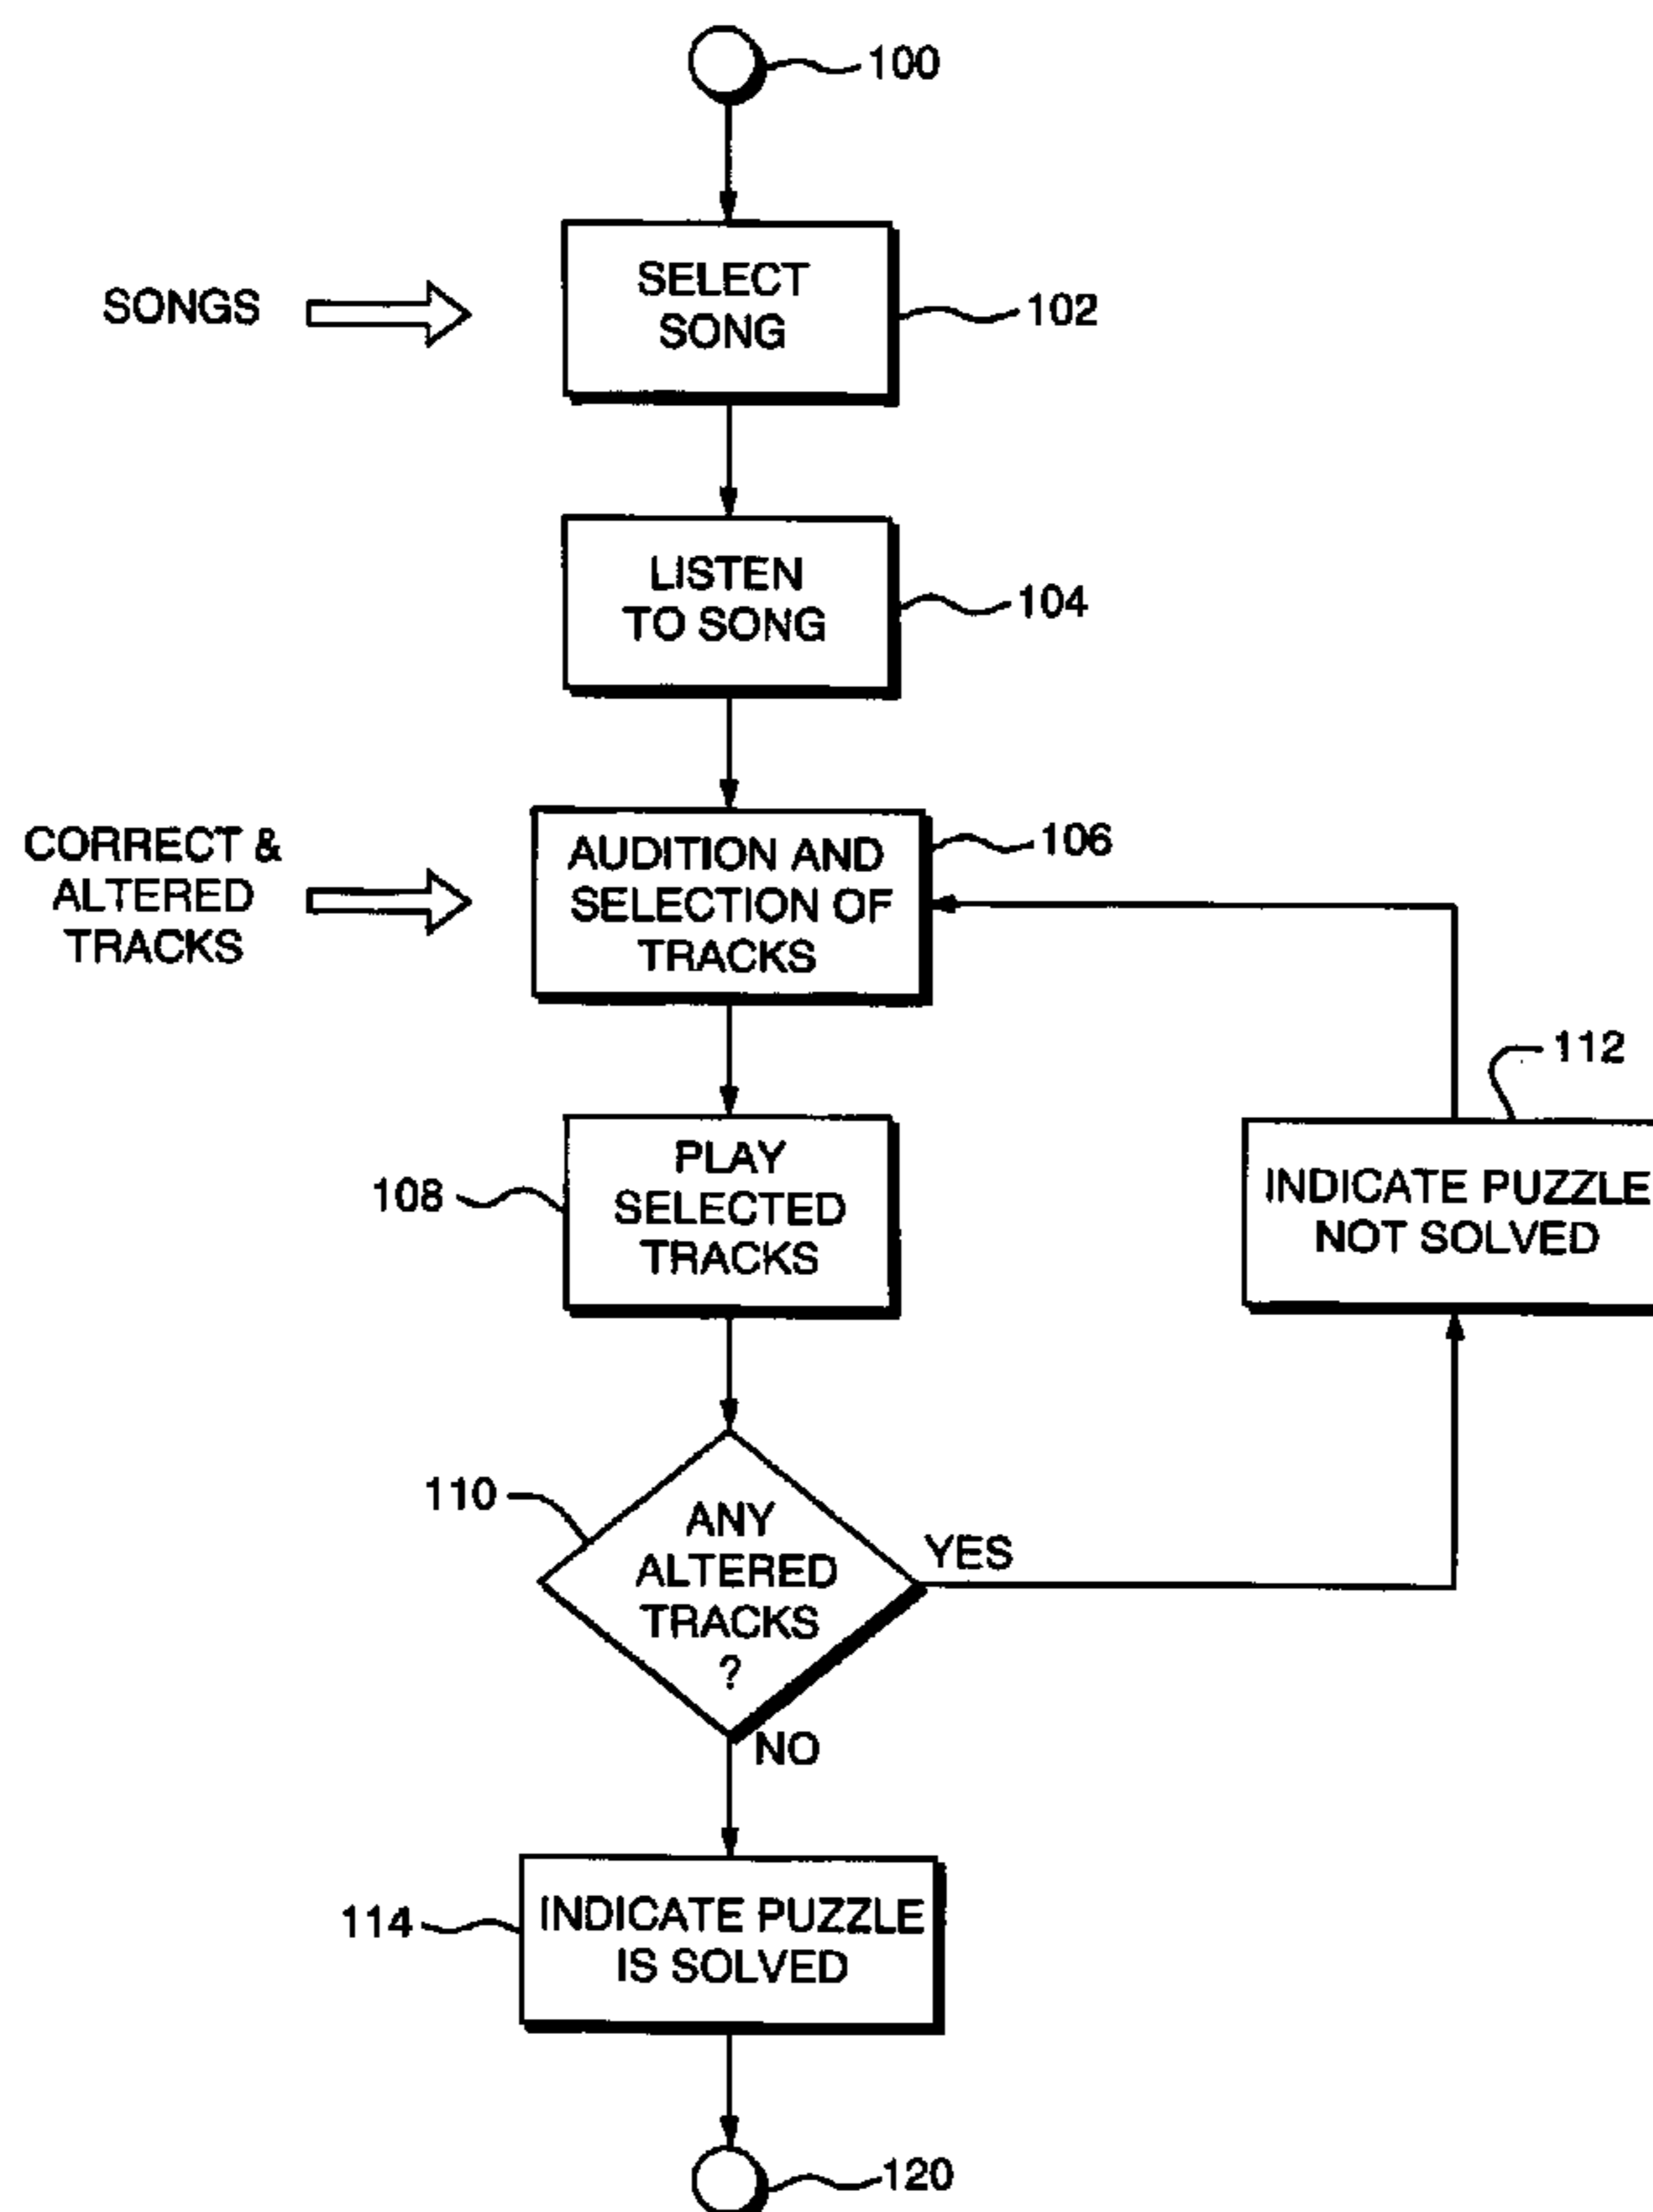 100
SELECT
SONG
SONGS
102
LISTEN
TO SONG
104
CORRECT &
ALTERED
TRACKS
AUDITION AND
SELECTION OF
TRACKS
106
112
108
PLAY
SELECTED
TRACKS
INDICATE PUZZLE
NOT SOLVED
110
ANY
ALTERED
TRACKS
?
YES
NO
114
INDICATE PUZZLE
IS SOLVED
120